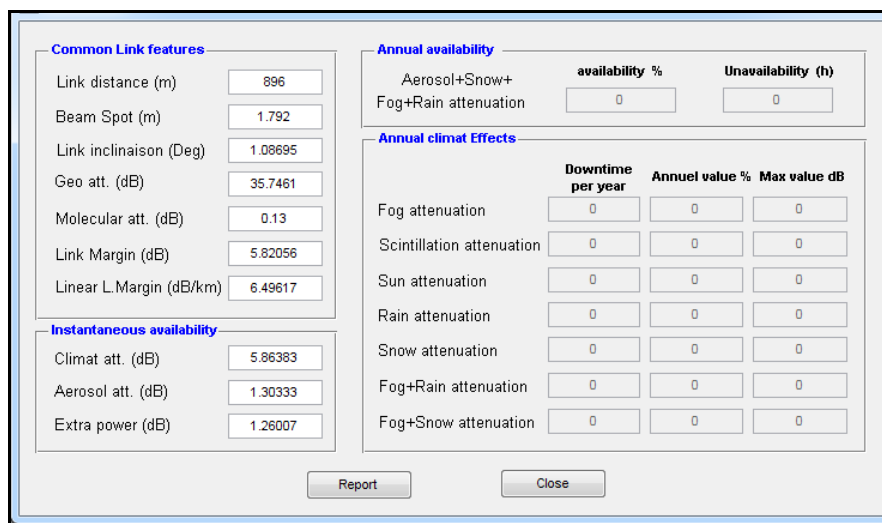 Common Link features
Link distance (m) 896
Beam Spot (m) 1.792
Link inclinaison (Deg) 1.08695
Geo att. (dB) 35.7461
Molecular att. (dB) 0.13
Link Margin (dB) 5.82056
Linear L.Margin (dB/km) 6.49617
Instantaneous availability
Climat att. (dB) 5.86383
Aerosol att. (dB) 1.30333
Extra power (dB) 1.26007
Annual availability
availability % Unavailability (h)
Aerosol+Snow+
Fog+Rain attenuation 0 0
Annual climat Effects
Downtime
per year Annuel value % Max value dB
Fog attenuation 0 0 0
Scintillation attenuation 0 0 0
Sun attenuation 0 0 0
Rain attenuation 0 0 0
Snow attenuation 0 0 0
Fog+Rain attenuation 0 0 0
Fog+Snow attenuation 0 0 0
Report Close